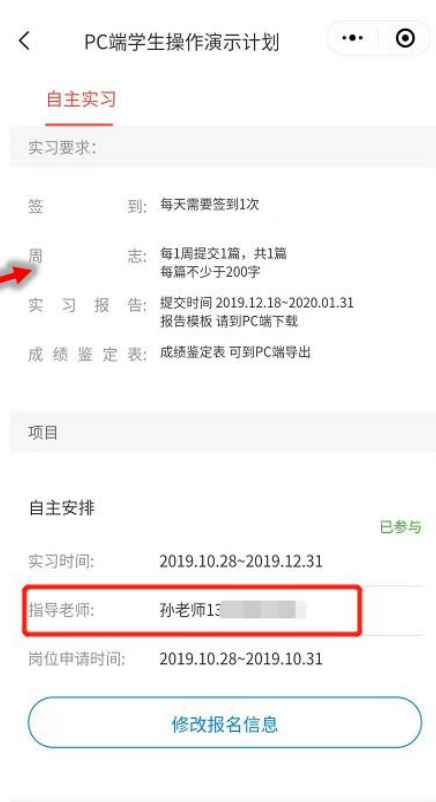 PC端学生操作演示计划
自主实习
实习要求:
签到: 每天需要签到1次
周志: 每1周提交1篇，共1篇
每篇不少于200字
实习报告: 提交时间 2019.12.18~2020.01.31
报告模板 请到PC端下载
成绩鉴定表: 成绩鉴定表 可到PC端导出
项目
自主安排
已参与
实习时间: 2019.10.28~2019.12.31
指导老师: 孙老师13
岗位申请时间: 2019.10.28~2019.10.31
修改报名信息